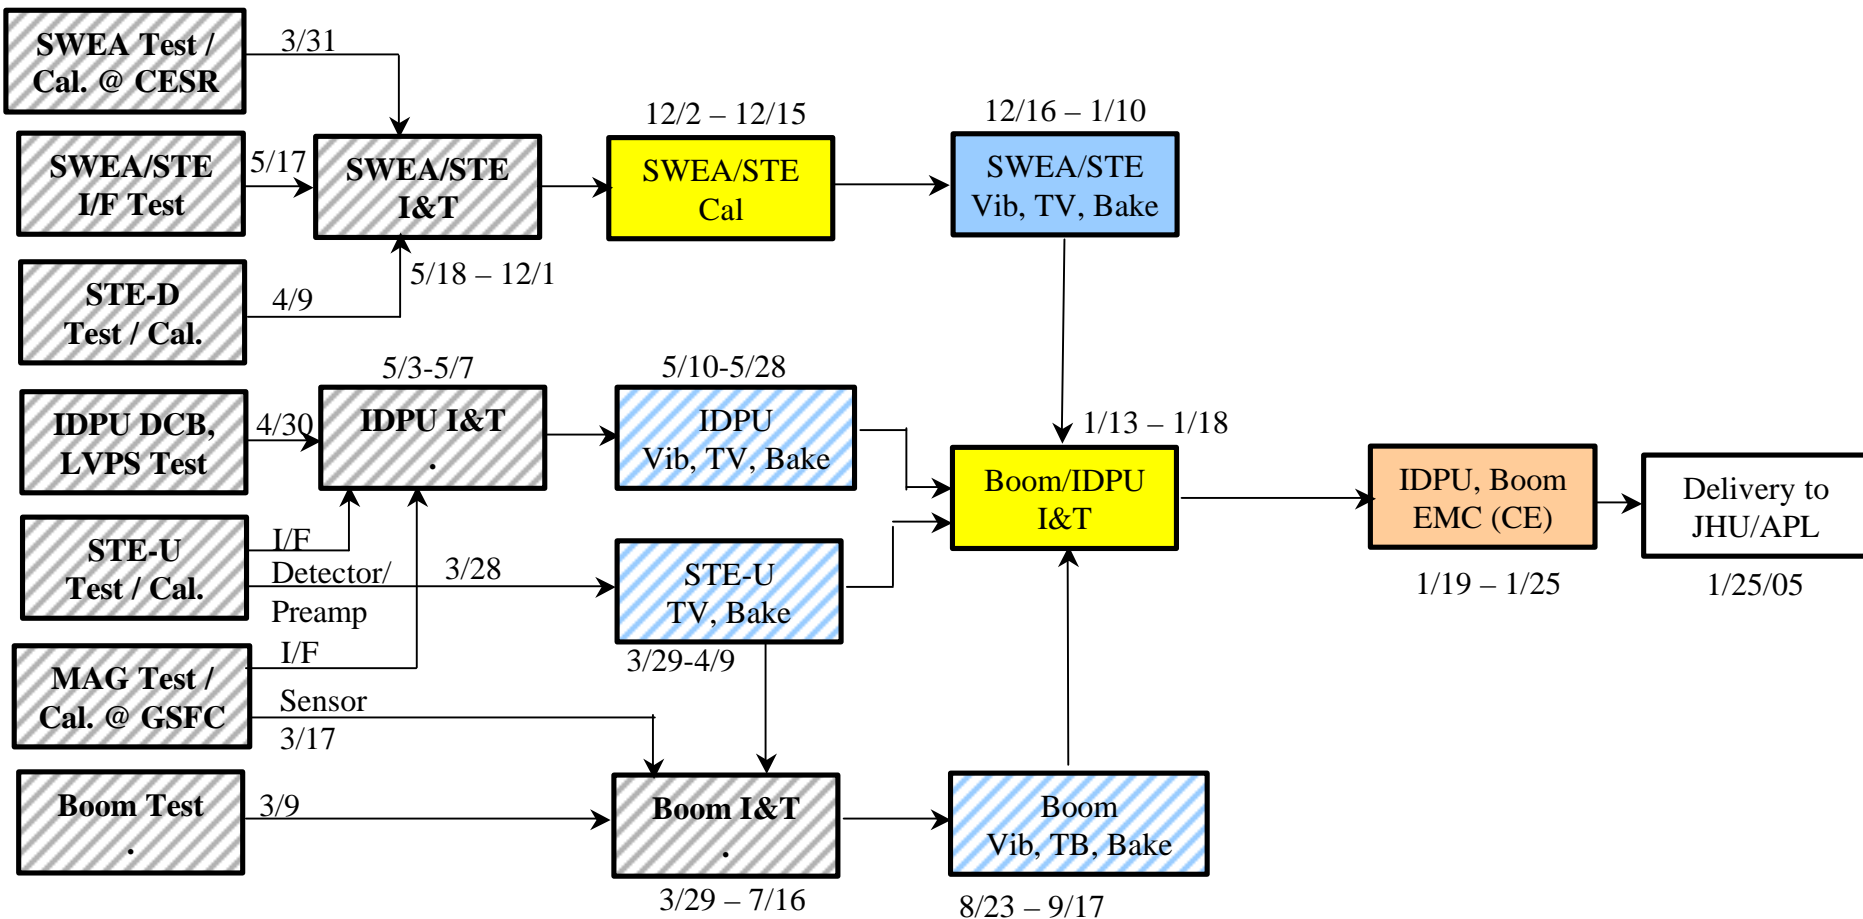 SWEA Test /
Cal. @ CESR
3/31
SWEA/STE
I/F Test
5/17
SWEA/STE
I&T
5/18 – 12/1
12/2 – 12/15
SWEA/STE
Cal
12/16 – 1/10
SWEA/STE
Vib, TV, Bake
STE-D
Test / Cal.
4/9
IDPU DCB,
LVPS Test
4/30
5/3-5/7
IDPU I&T
.
5/10-5/28
IDPU
Vib, TV, Bake
1/13 – 1/18
Boom/IDPU
I&T
IDPU, Boom
EMC (CE)
1/19 – 1/25
Delivery to
JHU/APL
1/25/05
STE-U
Test / Cal.
I/F
Detector/
Preamp
3/28
STE-U
TV, Bake
3/29-4/9
MAG Test /
Cal. @ GSFC
I/F
Sensor
3/17
Boom Test
.
3/9
Boom I&T
.
3/29 – 7/16
Boom
Vib, TB, Bake
8/23 – 9/17